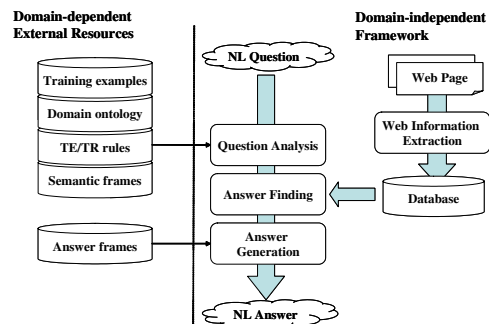 Domain-dependent
External Resources
Training examples
Domain ontology
TE/TR rules
Semantic frames
Answer frames
NL Question
Question Analysis
Answer Finding
Answer
Generation
NL Answer
Domain-independent
Framework
Web Page
Web Information
Extraction
Database